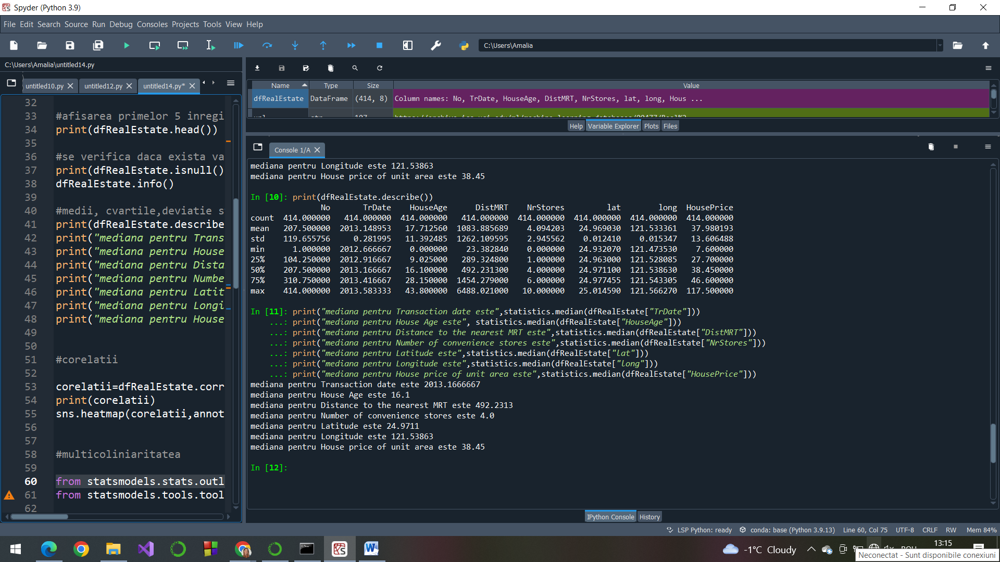 Spyder (Python 3.9)
File Edit Search Source Run Debug Consoles Projects Tools View Help
C:\Users\Amalia
C:\Users\Amalia\untitled14.py
untitled10.py untitled12.py untitled14.py*
32
33 #afisarea primelor 5 inregi
34 print(dfRealEstate.head())
35
36 #se verifica daca exista va
37 print(dfRealEstate.isnull()
38 dfRealEstate.info()
39
40 #medii, cvartile,deviatie s
41 print(dfRealEstate.describe
42 print("mediana pentru Trans
43 print("mediana pentru House
44 print("mediana pentru Dista
45 print("mediana pentru Numbe
46 print("mediana pentru Latit
47 print("mediana pentru Longi
48 print("mediana pentru House
49
50
51 #corelatii
52
53 corelatii=dfRealEstate.corr
54 print(corelatii)
55 sns.heatmap(corelatii,annot
56
57
58 #multicoliniaritatea
59
60 from statsmodels.stats.outl
61 from statsmodels.tools.tool
62
Name Type Size Value
dfRealEstate DataFrame (414, 8) Column names: No, TrDate, HouseAge, DistMRT, NrStores, lat, long, Hous ...
Help Variable Explorer Plots Files
Console 1/A
mediana pentru Longitude este 121.53863
mediana pentru House price of unit area este 38.45
In [10]: print(dfRealEstate.describe())
No TrDate HouseAge DistMRT NrStores lat long HousePrice
count 414.000000 414.000000 414.000000 414.000000 414.000000 414.000000 414.000000 414.000000
mean 207.500000 2013.148953 17.712560 1083.885689 4.094203 24.969030 121.533361 37.980193
std 119.655756 0.281995 11.392485 1262.109595 2.945562 0.012410 0.015347 13.606488
min 1.000000 2012.666667 0.000000 23.382840 0.000000 24.932070 121.473530 7.600000
25% 104.250000 2012.916667 9.025000 289.324800 1.000000 24.963000 121.528085 27.700000
50% 207.500000 2013.166667 16.100000 492.231300 4.000000 24.971100 121.538630 38.450000
75% 310.750000 2013.416667 28.150000 1454.279000 6.000000 24.977455 121.543305 46.600000
max 414.000000 2013.583333 43.800000 6488.021000 10.000000 25.014590 121.566270 117.500000
In [11]: print("mediana pentru Transaction date este",statistics.median(dfRealEstate["TrDate"]))
...: print("mediana pentru House Age este", statistics.median(dfRealEstate["HouseAge"]))
...: print("mediana pentru Distance to the nearest MRT este",statistics.median(dfRealEstate["DistMRT"]))
...: print("mediana pentru Number of convenience stores este",statistics.median(dfRealEstate["NrStores"]))
...: print("mediana pentru Latitude este",statistics.median(dfRealEstate["lat"]))
...: print("mediana pentru Longitude este",statistics.median(dfRealEstate["long"]))
...: print("mediana pentru House price of unit area este",statistics.median(dfRealEstate["HousePrice"]))
mediana pentru Transaction date este 2013.1666667
mediana pentru House Age este 16.1
mediana pentru Distance to the nearest MRT este 492.2313
mediana pentru Number of convenience stores este 4.0
mediana pentru Latitude este 24.9711
mediana pentru Longitude este 121.53863
mediana pentru House price of unit area este 38.45
In [12]:
IPython Console History
LSP Python: ready conda: base (Python 3.9.13) Line 60, Col 75 UTF-8 CRLF RW Mem 84%
-1°C Cloudy 13:15
Neconectat - Sunt disponibile conexiuni